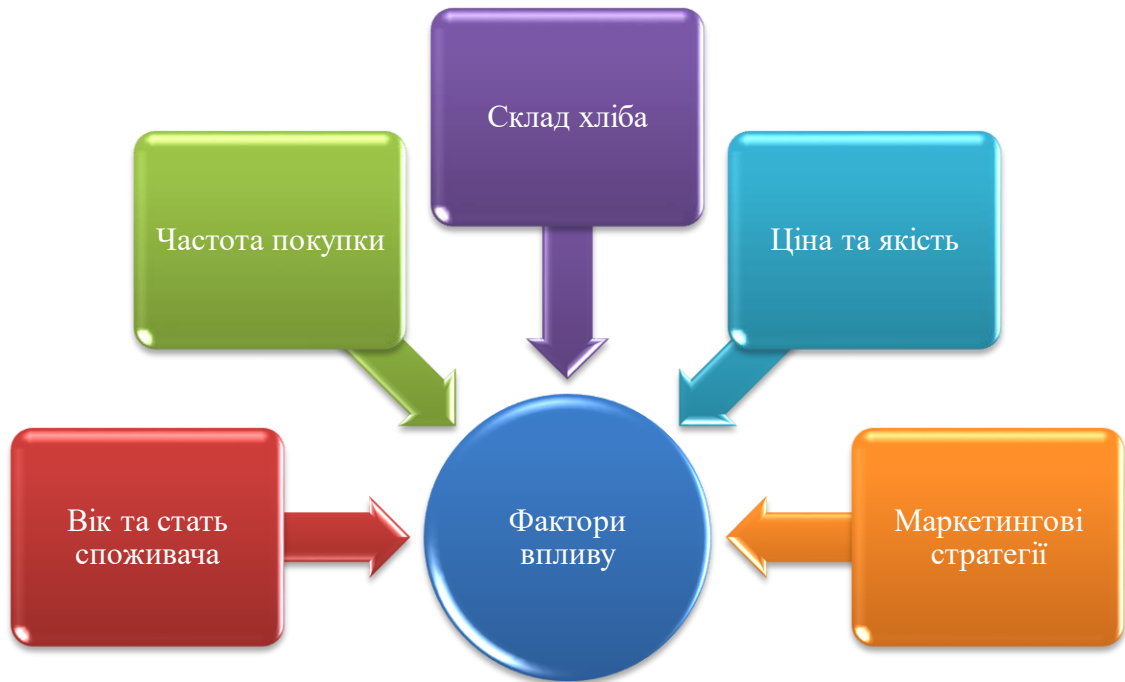 Склад хліба
Частота покупки
Ціна та якість
Вік та стать
споживача
Фактори
впливу
Маркетингові
стратегії